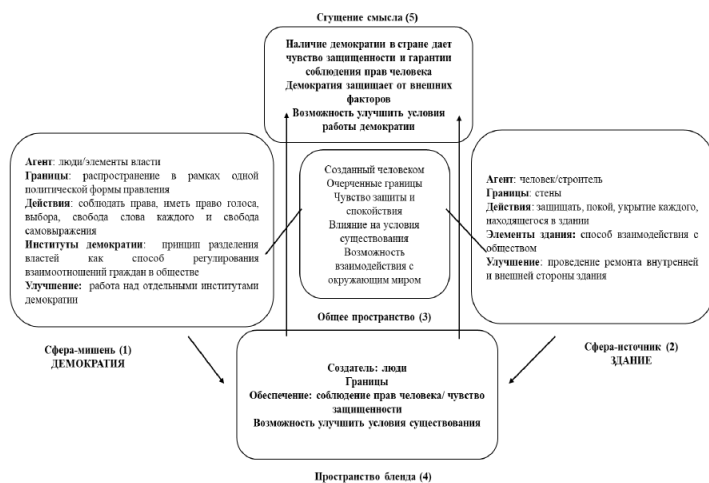 Сгущение смысла (5)
Наличие демократии в стране дает
чувство защищенности и гарантии
соблюдения прав человека
Демократия защищает от внешних
факторов
Возможность улучшить условия
работы демократии
Агент: люди/элементы власти
Границы: распространение в рамках одной
политической формы правления
Действия: соблюдать права, иметь право голоса,
выбора, свобода слова каждого и свобода
самовыражения
Институты демократии: принцип разделения
властей как способ регулирования
взаимоотношений граждан в обществе
Улучшение: работа над отдельными институтами
демократии
Сфера-мишень (1)
ДЕМОКРАТИЯ
Созданный человеком
Очерченные границы
Чувство защиты и
спокойствия
Влияние на условия
существования
Возможность
взаимодействия с
окружающим миром
Общее пространство (3)
Агент: человек/строитель
Границы: стены
Действия: защищать, покой, укрытие каждого,
находящегося в здании
Элементы здания: способ взаимодействия с
обществом
Улучшение: проведение ремонта внутренней
и внешней стороны здания
Сфера-источник (2)
ЗДАНИЕ
Создатель: люди
Границы
Обеспечение: соблюдение прав человека/ чувство
защищенности
Возможность улучшить условия существования
Пространство бленда (4)